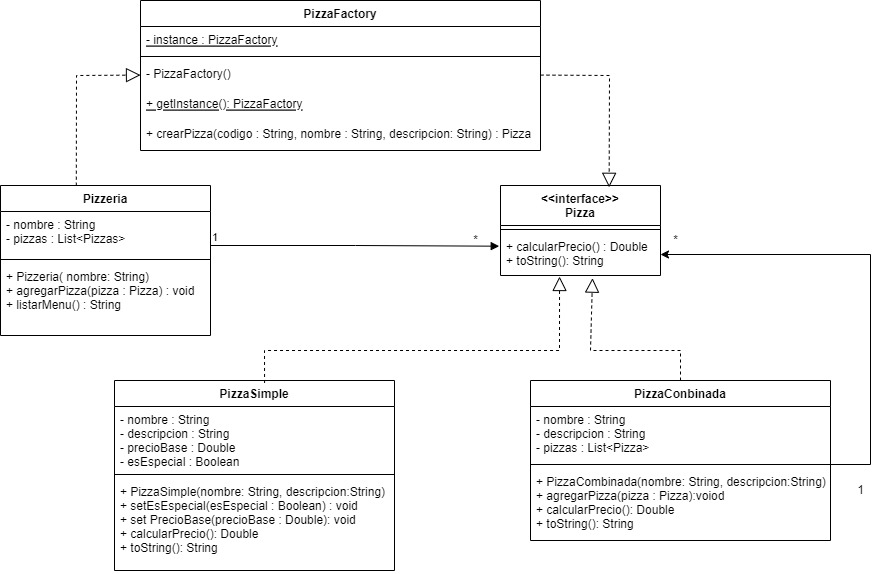 PizzaFactory
- instance : PizzaFactory
- PizzaFactory()
+ getInstance(): PizzaFactory
+ crearPizza(codigo : String, nombre : String, descripcion: String) : Pizza
Pizzeria
- nombre : String
- pizzas : List<Pizzas>
+ Pizzeria( nombre: String)
+ agregarPizza(pizza : Pizza) : void
+ listarMenu() : String
1
*
<<interface>>
Pizza
+ calcularPrecio() : Double
+ toString(): String
*
PizzaSimple
- nombre : String
- descripcion : String
- precioBase : Double
- esEspecial : Boolean
+ PizzaSimple(nombre: String, descripcion:String)
+ setEsEspecial(esEspecial : Boolean) : void
+ set PrecioBase(precioBase : Double): void
+ calcularPrecio(): Double
+ toString(): String
PizzaConbinada
- nombre : String
- descripcion : String
- pizzas : List<Pizza>
+ PizzaCombinada(nombre: String, descripcion:String)
+ agregarPizza(pizza : Pizza):voiod
+ calcularPrecio(): Double
+ toString(): String
1